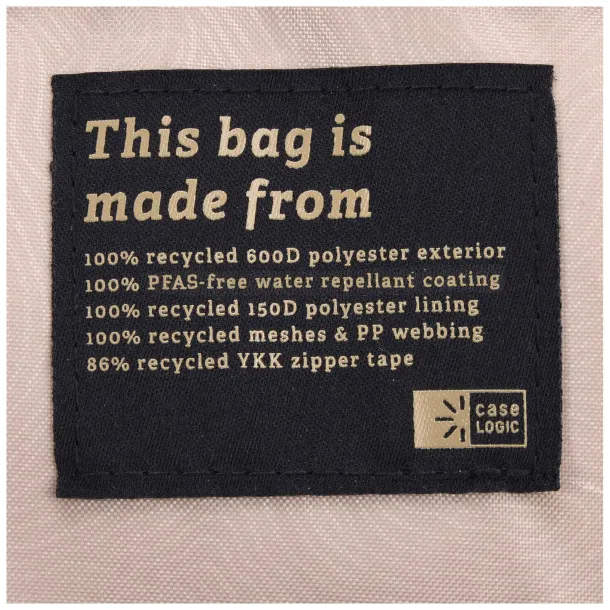 This bag is
made from
100% recycled 600D polyester exterior
100% PFAS-free water repellant coating
100% recycled 150D polyester lining
100% recycled meshes & PP webbing
86% recycled YKK zipper tape
case
LOGIC